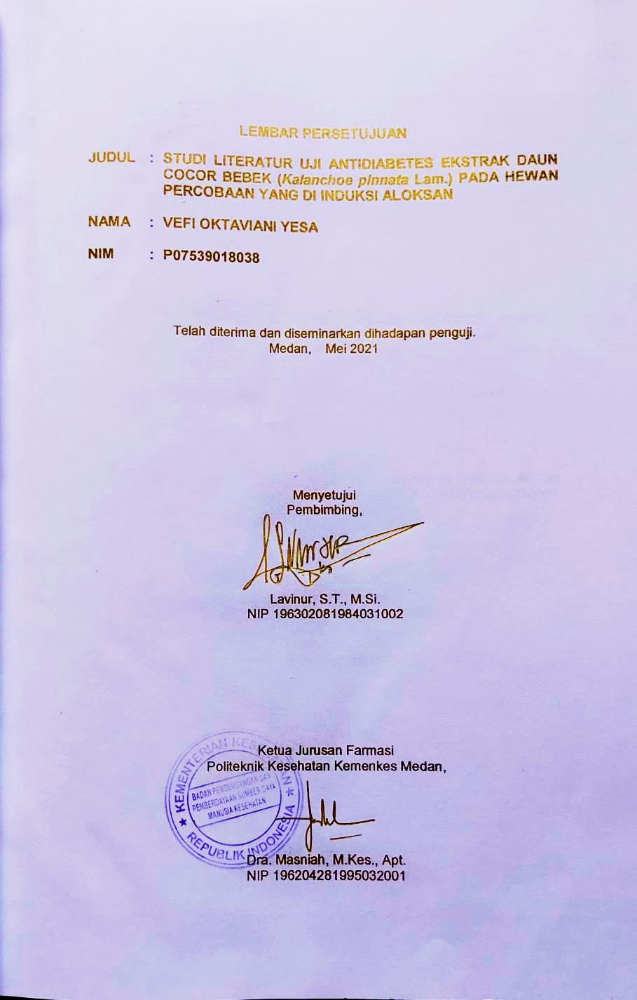 LEMBAR PERSETUJUAN
JUDUL : STUDI LITERATUR UJI ANTIDIABETES EKSTRAK DAUN
COCOR BEBEK (Kalanchoe pinnata Lam.) PADA HEWAN
PERCOBAAN YANG DI INDUKSI ALOKSAN
NAMA : VEFI OKTAVIANI YESA
NIM : P07539018038
Telah diterima dan diseminarkan dihadapan penguji.
Medan, Mei 2021
Menyetujui
Pembimbing,
Lavinur, S.T., M.Si.
NIP 196302081984031002
Ketua Jurusan Farmasi
Politeknik Kesehatan Kemenkes Medan,
KEMENTERIAN KESEHATAN
BADAN PENGEMBANGAN DAN
PEMBERDAYAAN SUMBER DAYA
MANUSIA KESEHATAN
REPUBLIK INDONESIA
Dra. Masniah, M.Kes., Apt.
NIP 196204281995032001